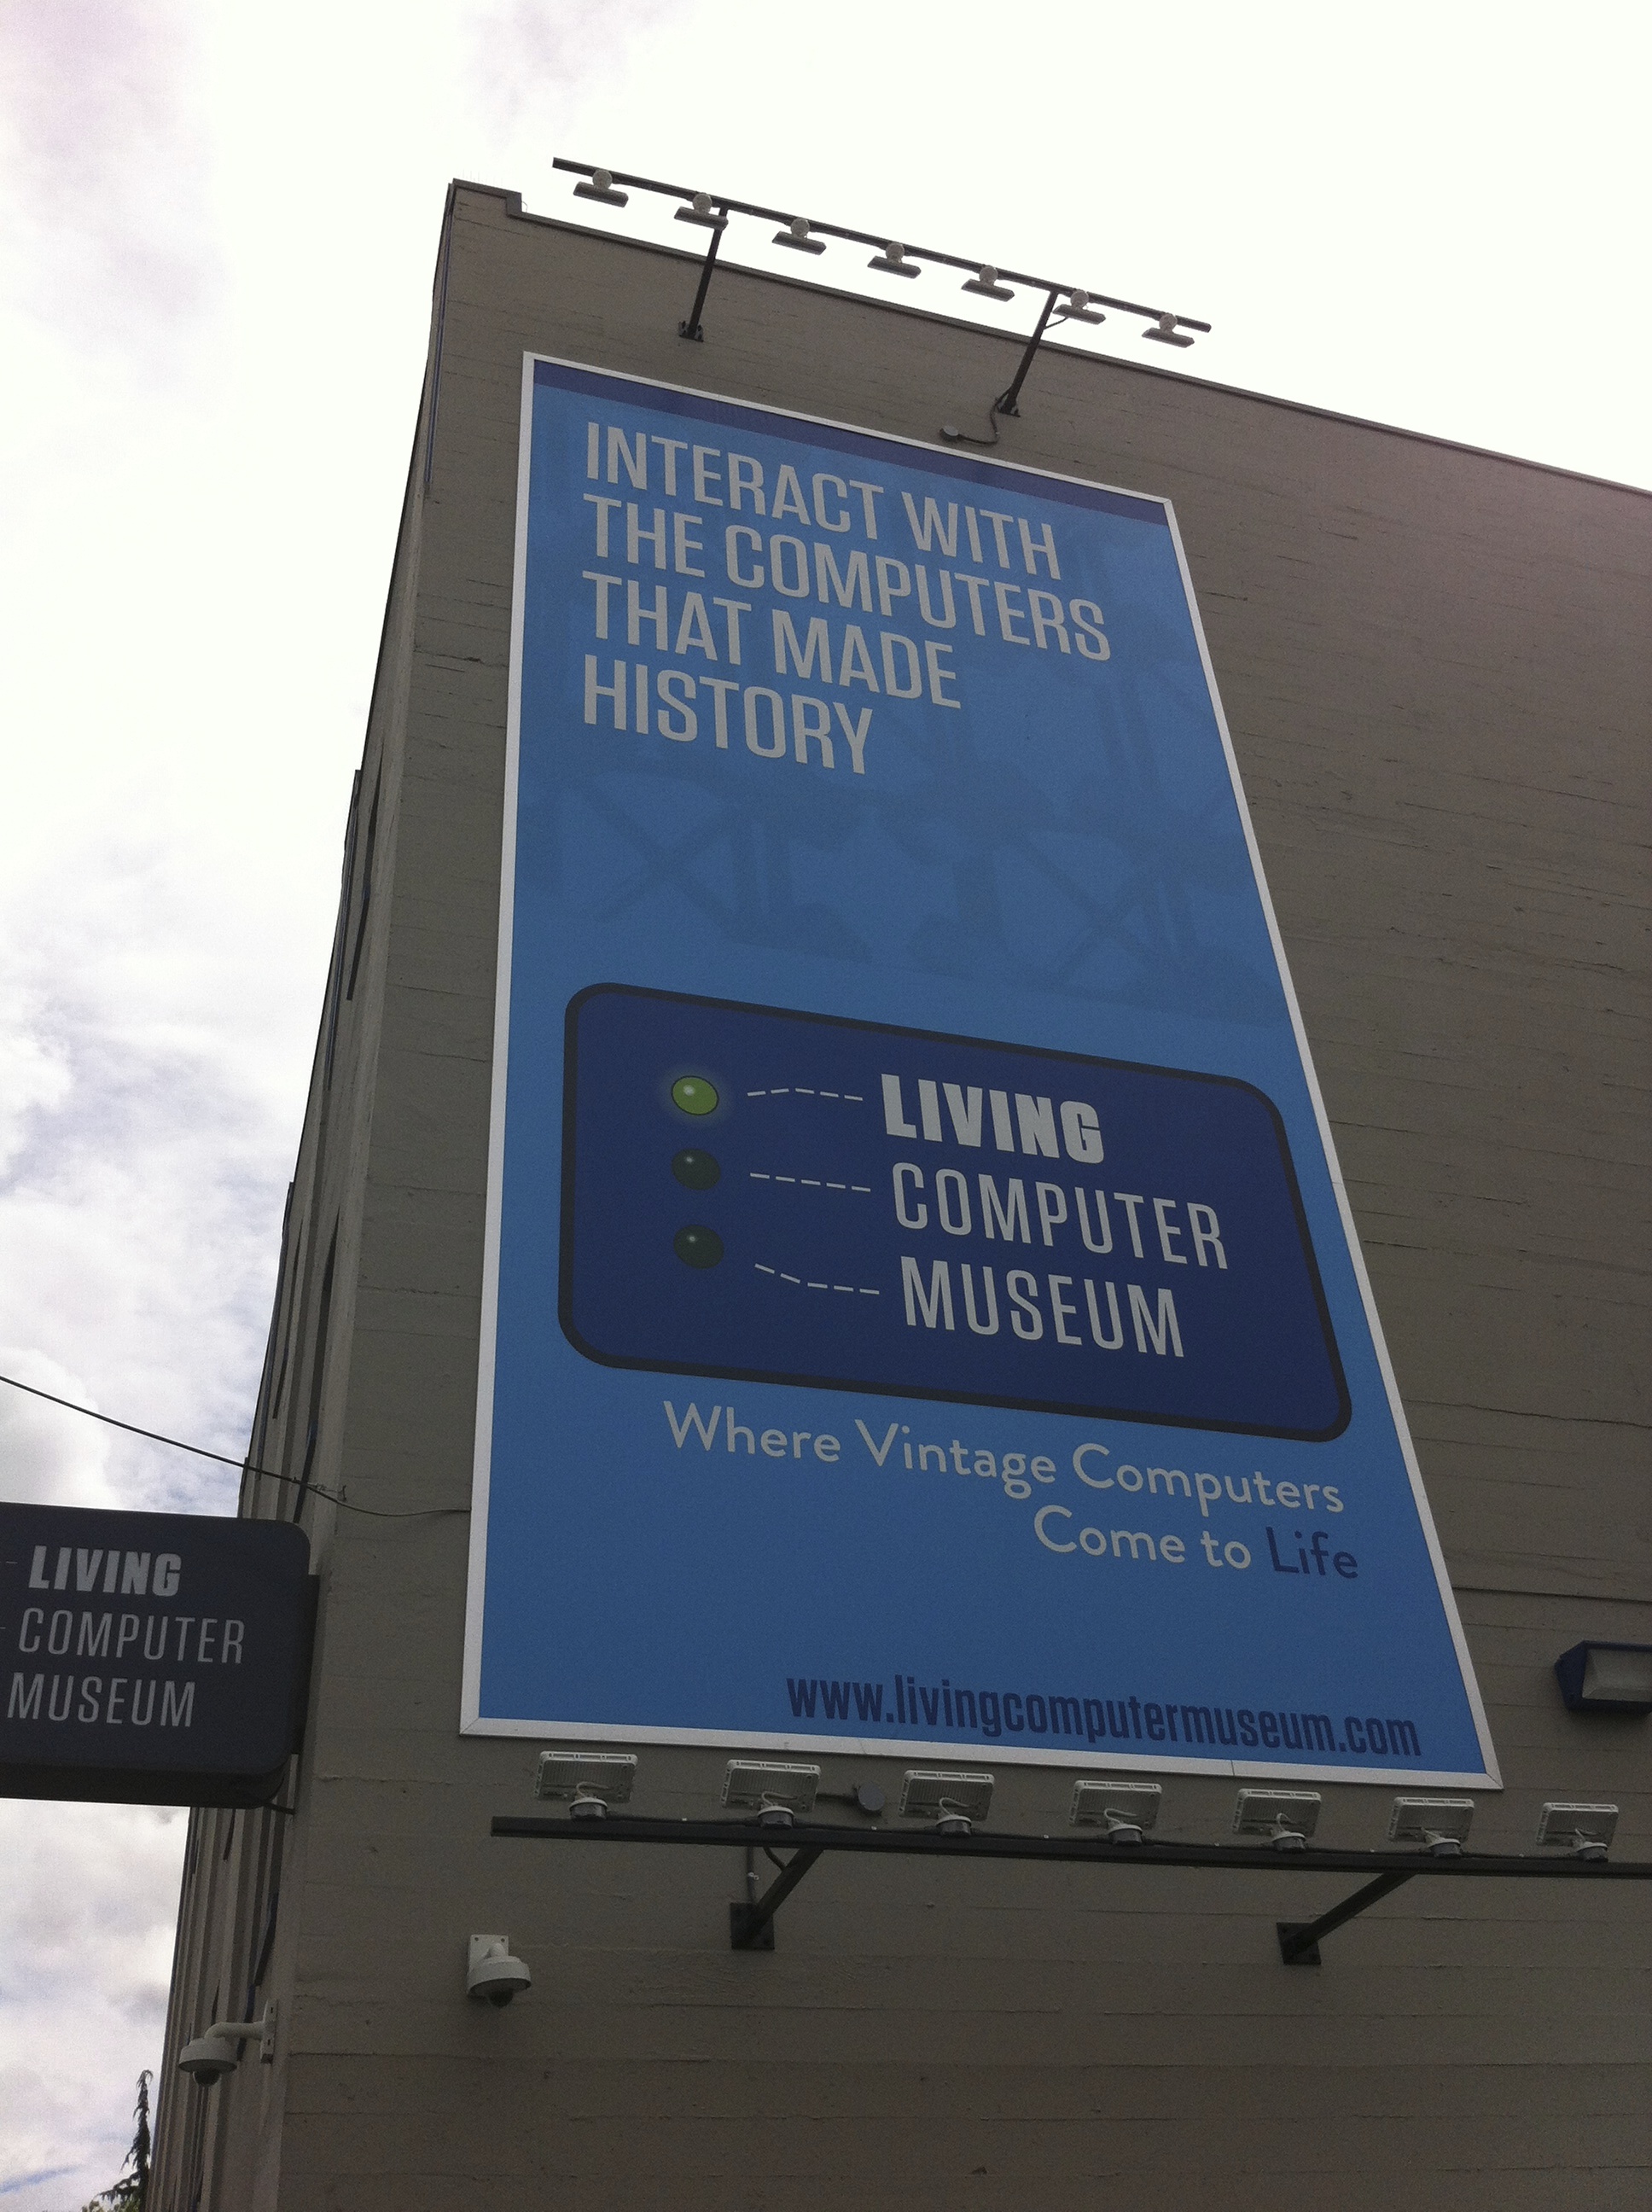 INTERACT WITH
THE COMPUTERS
THAT MADE
HISTORY
LIVING
COMPUTER
MUSEUM
Where Vintage Computers
Come to Life
www.livingcomputermuseum.com
LIVING
COMPUTER
MUSEUM